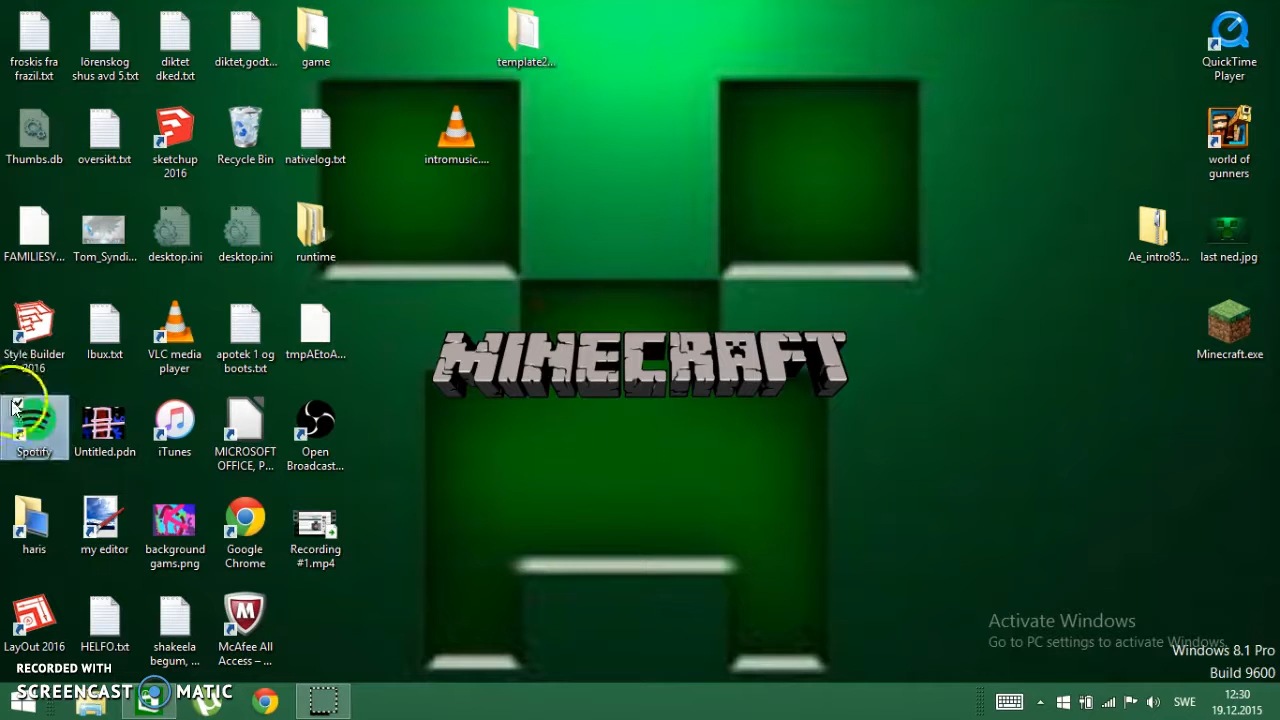 froskis fra
frazil.txt
lörenskog
shus avd 5.txt
diktet
dked.txt
diktet,godt...
game
template2...
QuickTime
Player
Thumbs.db
oversikt.txt
sketchup
2016
Recycle Bin
nativelog.txt
intromusic....
world of
gunners
FAMILIESY...
Tom_Syndi...
desktop.ini
desktop.ini
runtime
Ae_intro85...
last ned.jpg
Style Builder
2016
lbux.txt
VLC media
player
apotek 1 og
boots.txt
tmpAEtoA...
MINECRAFT
Minecraft.exe
Spotify
Untitled.pdn
iTunes
MICROSOFT
OFFICE, P...
Open
Broadcast...
haris
my editor
background
gams.png
Google
Chrome
Recording
#1.mp4
LayOut 2016
HELFO.txt
shakeela
begum, ...
McAfee All
Access – ...
Activate Windows
Go to PC settings to activate Windows.
Windows 8.1 Pro
Build 9600
RECORDED WITH
SCREENCAST MATIC
SWE
12:30
19.12.2015